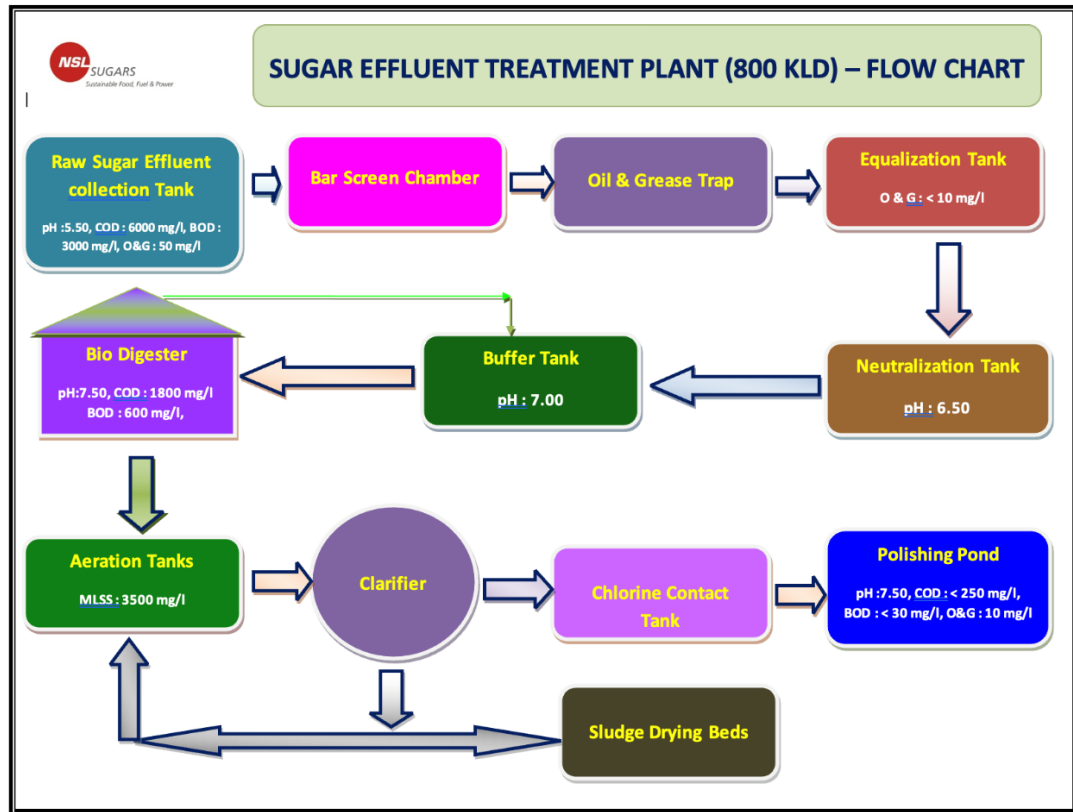 NSL SUGARS
Sustainable Food, Fuel & Power
SUGAR EFFLUENT TREATMENT PLANT (800 KLD) – FLOW CHART
Raw Sugar Effluent
collection Tank
pH :5.50, COD : 6000 mg/l, BOD :
3000 mg/l, O&G : 50 mg/l
Bar Screen Chamber
Oil & Grease Trap
Equalization Tank
O & G : < 10 mg/l
Bio Digester
pH:7.50, COD : 1800 mg/l
BOD : 600 mg/l,
Buffer Tank
pH : 7.00
Neutralization Tank
pH : 6.50
Aeration Tanks
MLSS : 3500 mg/l
Clarifier
Chlorine Contact
Tank
Polishing Pond
pH :7.50, COD : < 250 mg/l,
BOD : < 30 mg/l, O&G : 10 mg/l
Sludge Drying Beds